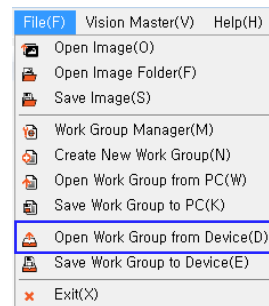 File(F) Vision Master(V) Help(H)
Open Image(O)
Open Image Folder(F)
Save Image(S)
Work Group Manager(M)
Create New Work Group(N)
Open Work Group from PC(W)
Save Work Group to PC(K)
Open Work Group from Device(D)
Save Work Group to Device(E)
Exit(X)